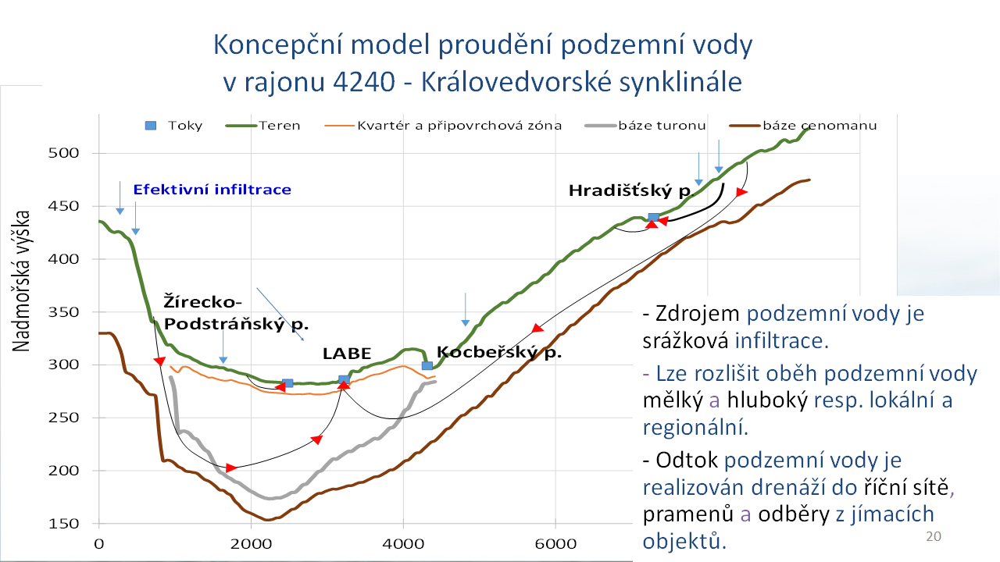 Koncepční model proudění podzemní vody
v rajonu 4240 - Královedvorské synklinále
Toky
Teren
Kvartér a připovrchová zóna
báze turonu
báze cenomanu
Nadmořská výška
500
450
400
350
300
250
200
150
0
2000
4000
6000
Efektivní infiltrace
Hradišťský p.
Žírecko-
Podstráňský p.
LABE
Kocbeřský p.
- Zdrojem podzemní vody je
srážková infiltrace.
- Lze rozlišit oběh podzemní vody
mělký a hluboký resp. lokální a
regionální.
- Odtok podzemní vody je
realizován drenáží do říční sítě,
pramenů a odběry z jímacích
objektů.
20